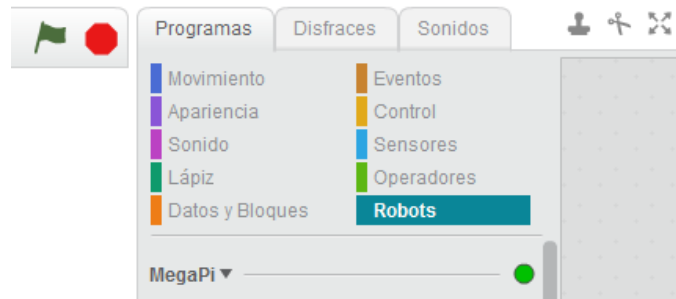 Programas Disfraces Sonidos
Movimiento Eventos
Apariencia Control
Sonido Sensores
Lápiz Operadores
Datos y Bloques Robots
MegaPi